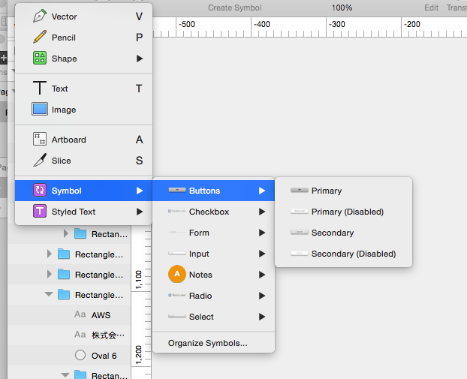 Create Symbol 100% Edit
Vector V
Pencil P
Shape
Text T
Image
Artboard A
Slice S
Symbol
Styled Text
Buttons
Checkbox
Form
Input
A Notes
Radio
Select
Organize Symbols...
Primary
Primary (Disabled)
Secondary
Secondary (Disabled)
-500 -400 -300 -200
Rectan...
Rectangle...
Rectangle...
Rectangle...
Aa AWS
Aa 株式会…
Oval 6
Rectan...
1,100
1,200